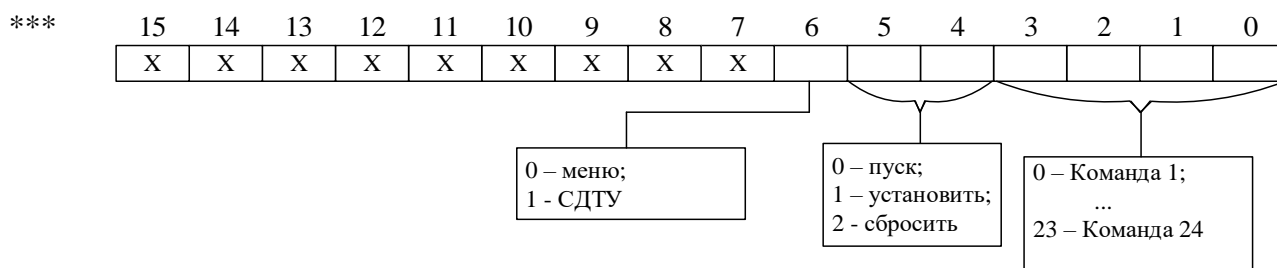 *** 15 14 13 12 11 10 9 8 7 6 5 4 3 2 1 0
X X X X X X X X X
0 – меню;
1 - СДТУ
0 – пуск;
1 – установить;
2 - сбросить
0 – Команда 1;
...
23 – Команда 24